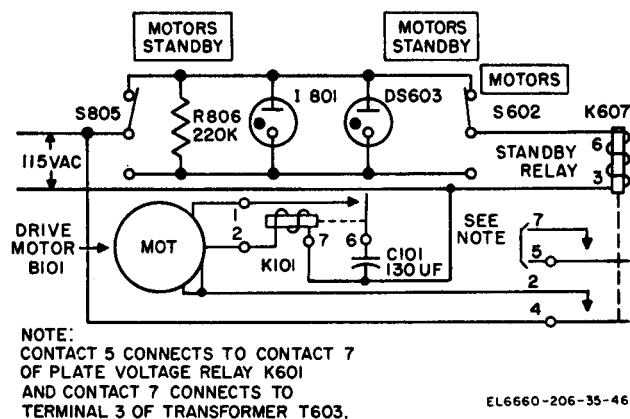 MOTORS
STANDBY
MOTORS
STANDBY
MOTORS
S805
R806
220K
I 801
DS603
S602
K607
6
3
115VAC
STANDBY
RELAY
DRIVE
MOTOR
B101
MOT
1
2
K101
7
6
C101
130UF
SEE
NOTE
7
5
2
4
NOTE:
CONTACT 5 CONNECTS TO CONTACT 7
OF PLATE VOLTAGE RELAY K601
AND CONTACT 7 CONNECTS TO
TERMINAL 3 OF TRANSFORMER T603.
EL6660-206-35-46